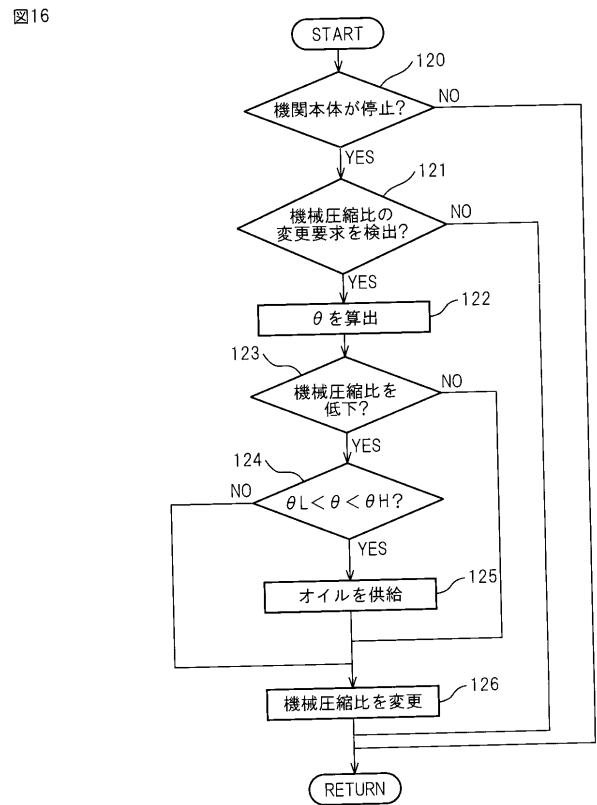 図16
START
120
機関本体が停止?
NO
YES
121
機械圧縮比の
変更要求を検出?
NO
YES
122
θを算出
123
機械圧縮比を
低下?
NO
YES
124
θL<θ<θH?
NO
YES
125
オイルを供給
126
機械圧縮比を変更
RETURN